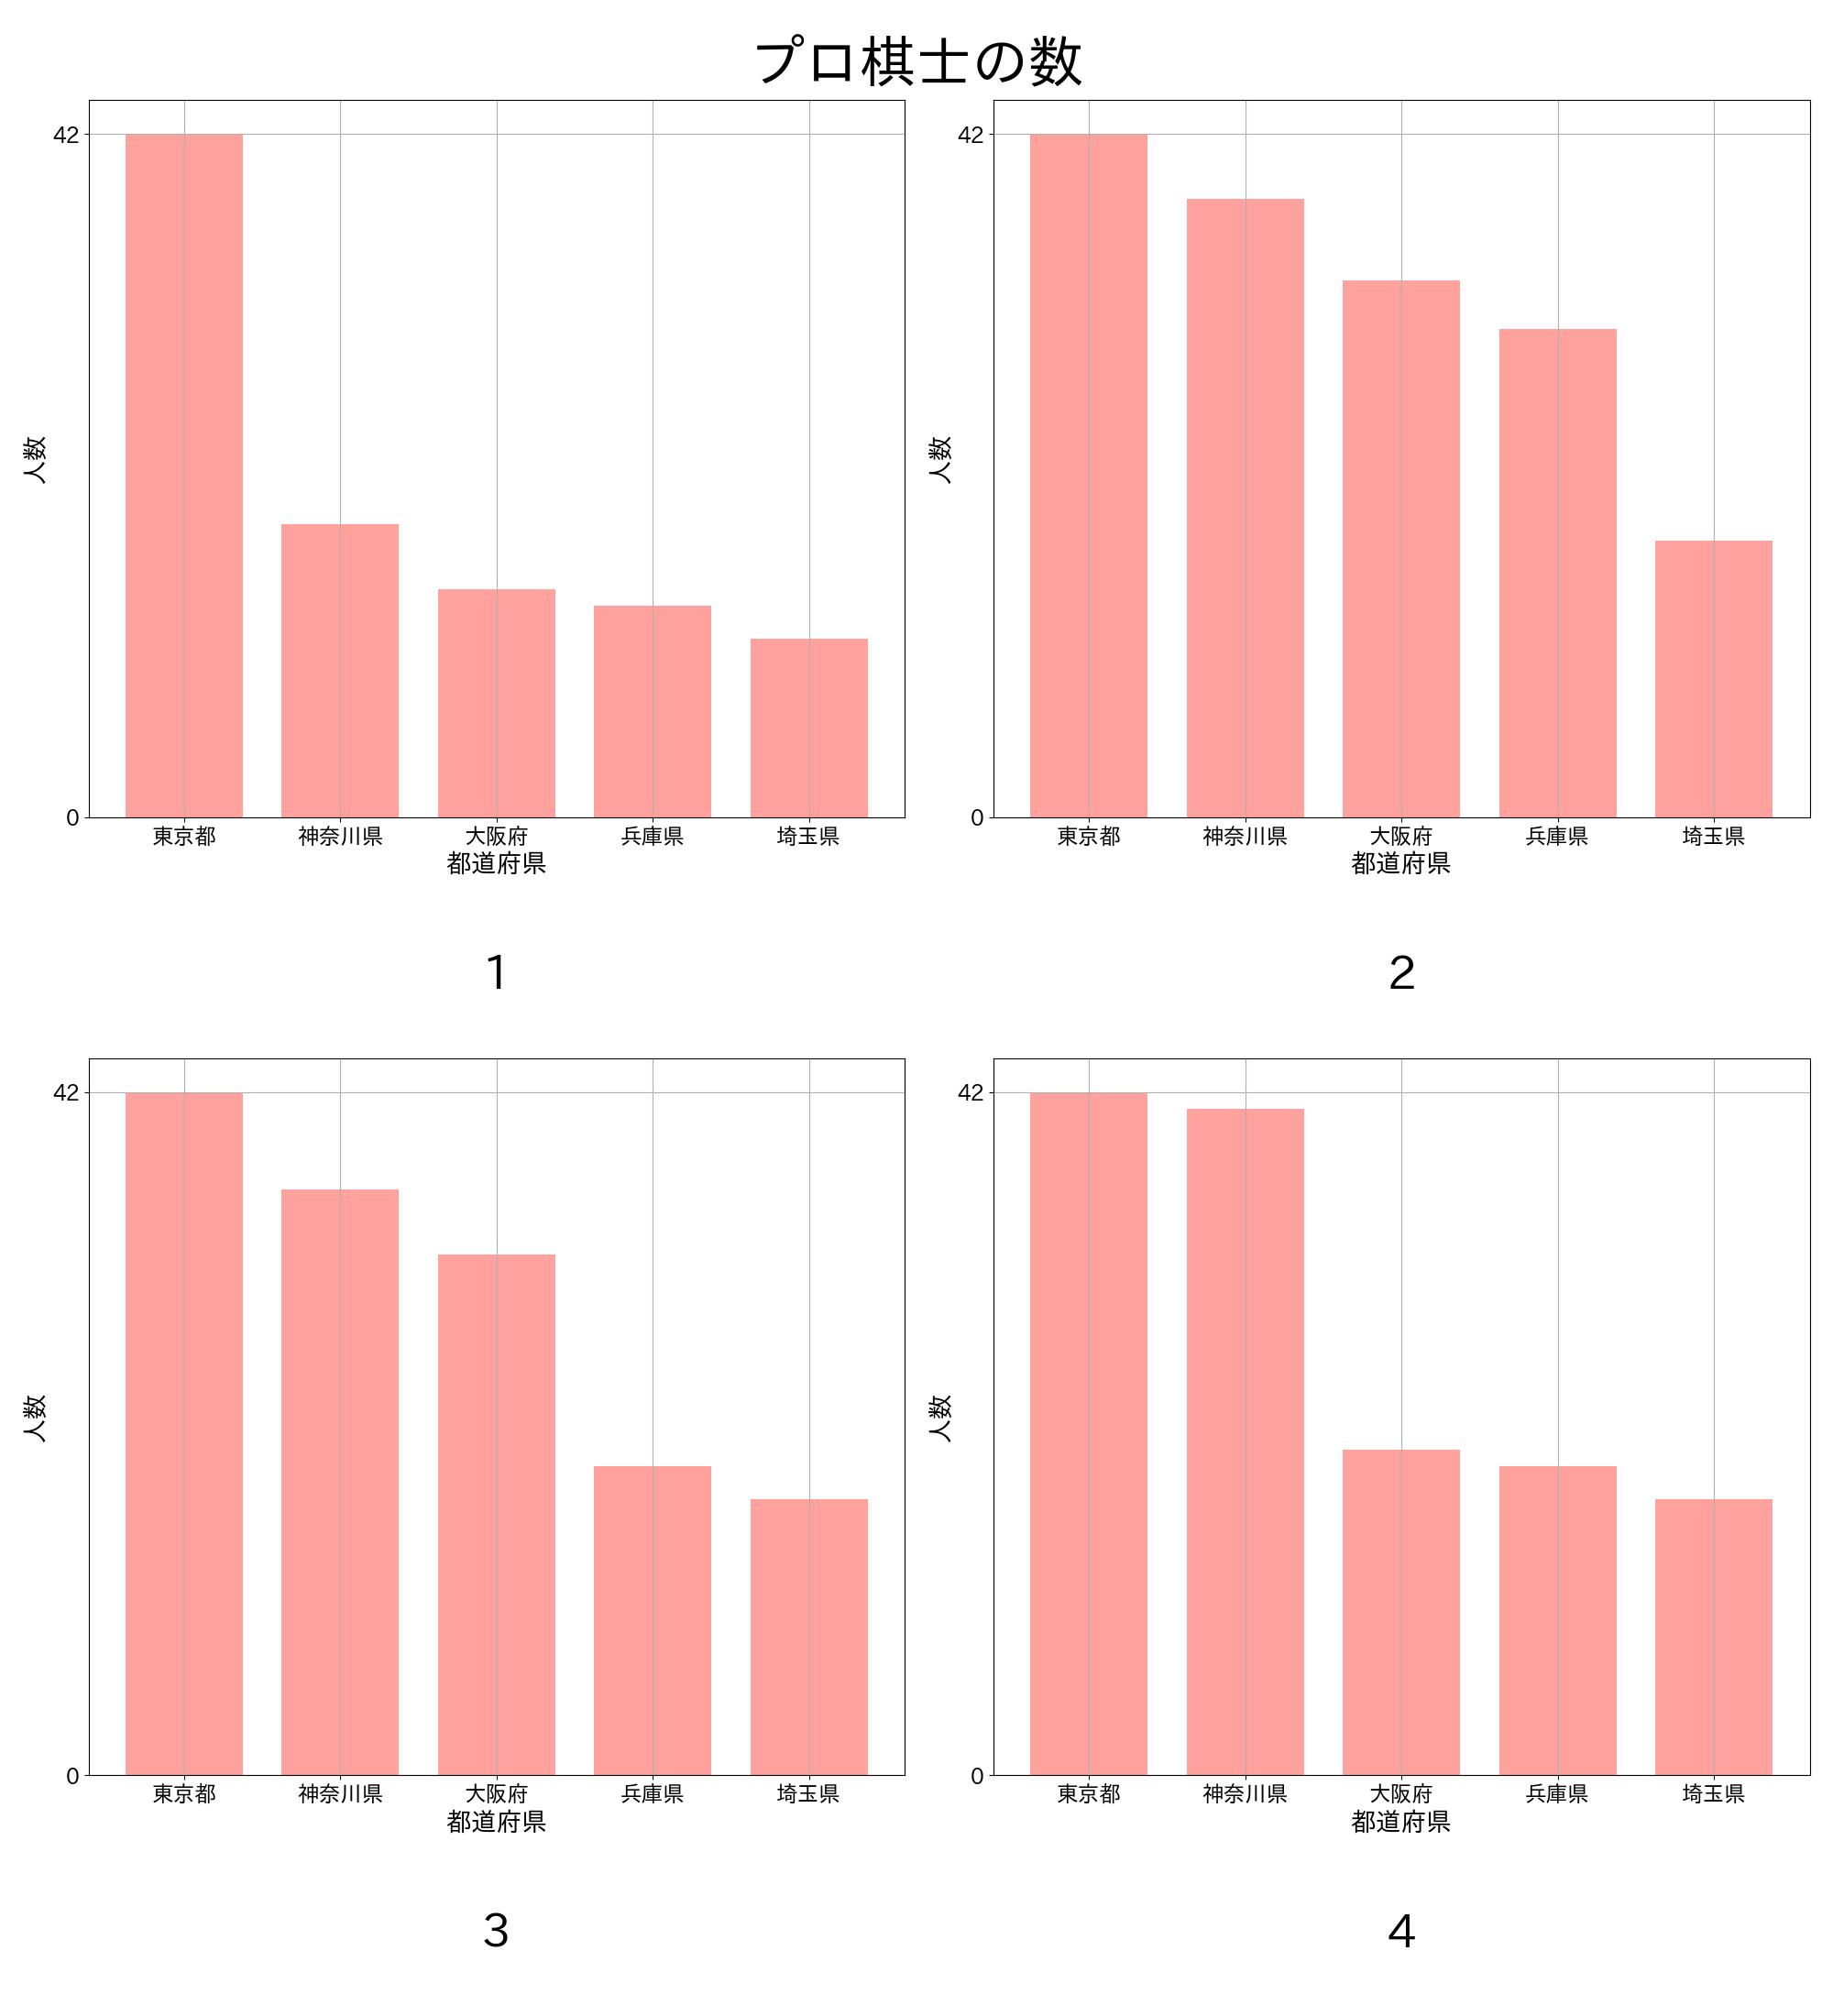 プロ棋士の数
42
0
人数
東京都 神奈川県 大阪府 兵庫県 埼玉県
都道府県
1
42
0
人数
東京都 神奈川県 大阪府 兵庫県 埼玉県
都道府県
2
42
0
人数
東京都 神奈川県 大阪府 兵庫県 埼玉県
都道府県
3
42
0
人数
東京都 神奈川県 大阪府 兵庫県 埼玉県
都道府県
4